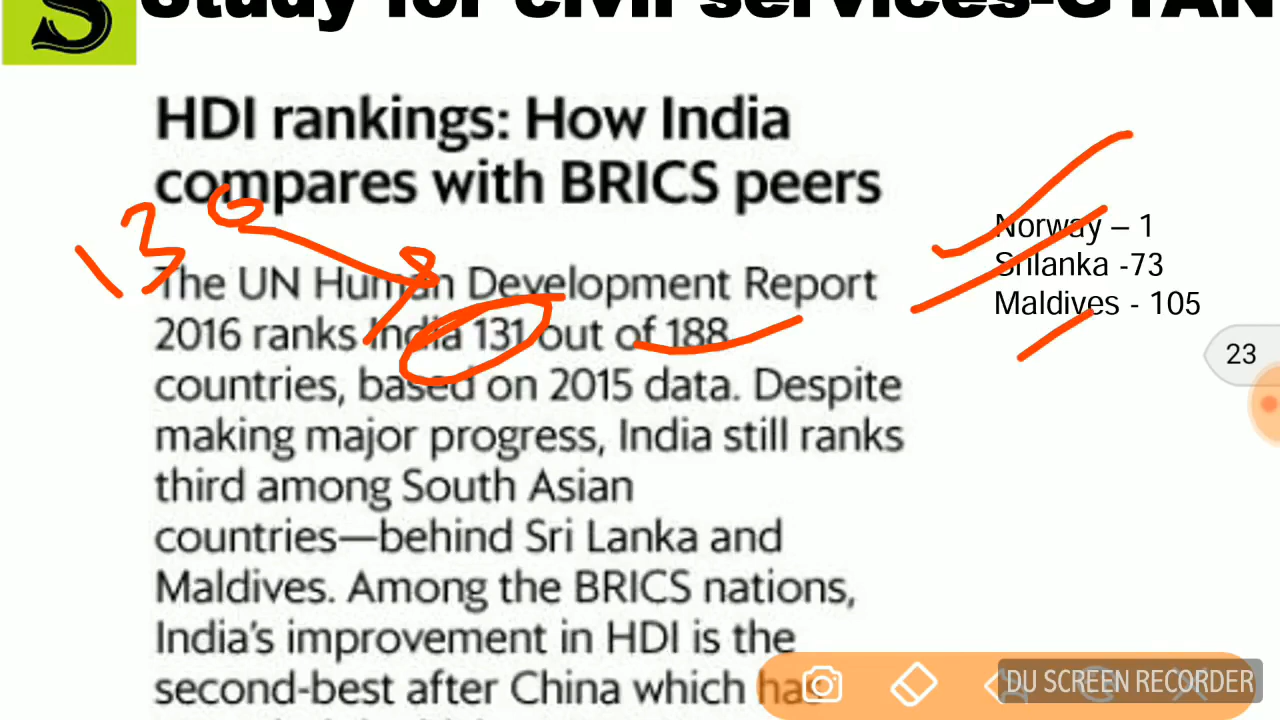 S Study for Civil services-GYAN
HDI rankings: How India
compares with BRICS peers
130
Norway – 1
Srilanka -73
Maldives - 105
The UN Human Development Report
2016 ranks India 131 out of 188
countries, based on 2015 data. Despite
making major progress, India still ranks
third among South Asian
countries—behind Sri Lanka and
Maldives. Among the BRICS nations,
India's improvement in HDI is the
second-best after China which has
23
DU SCREEN RECORDER